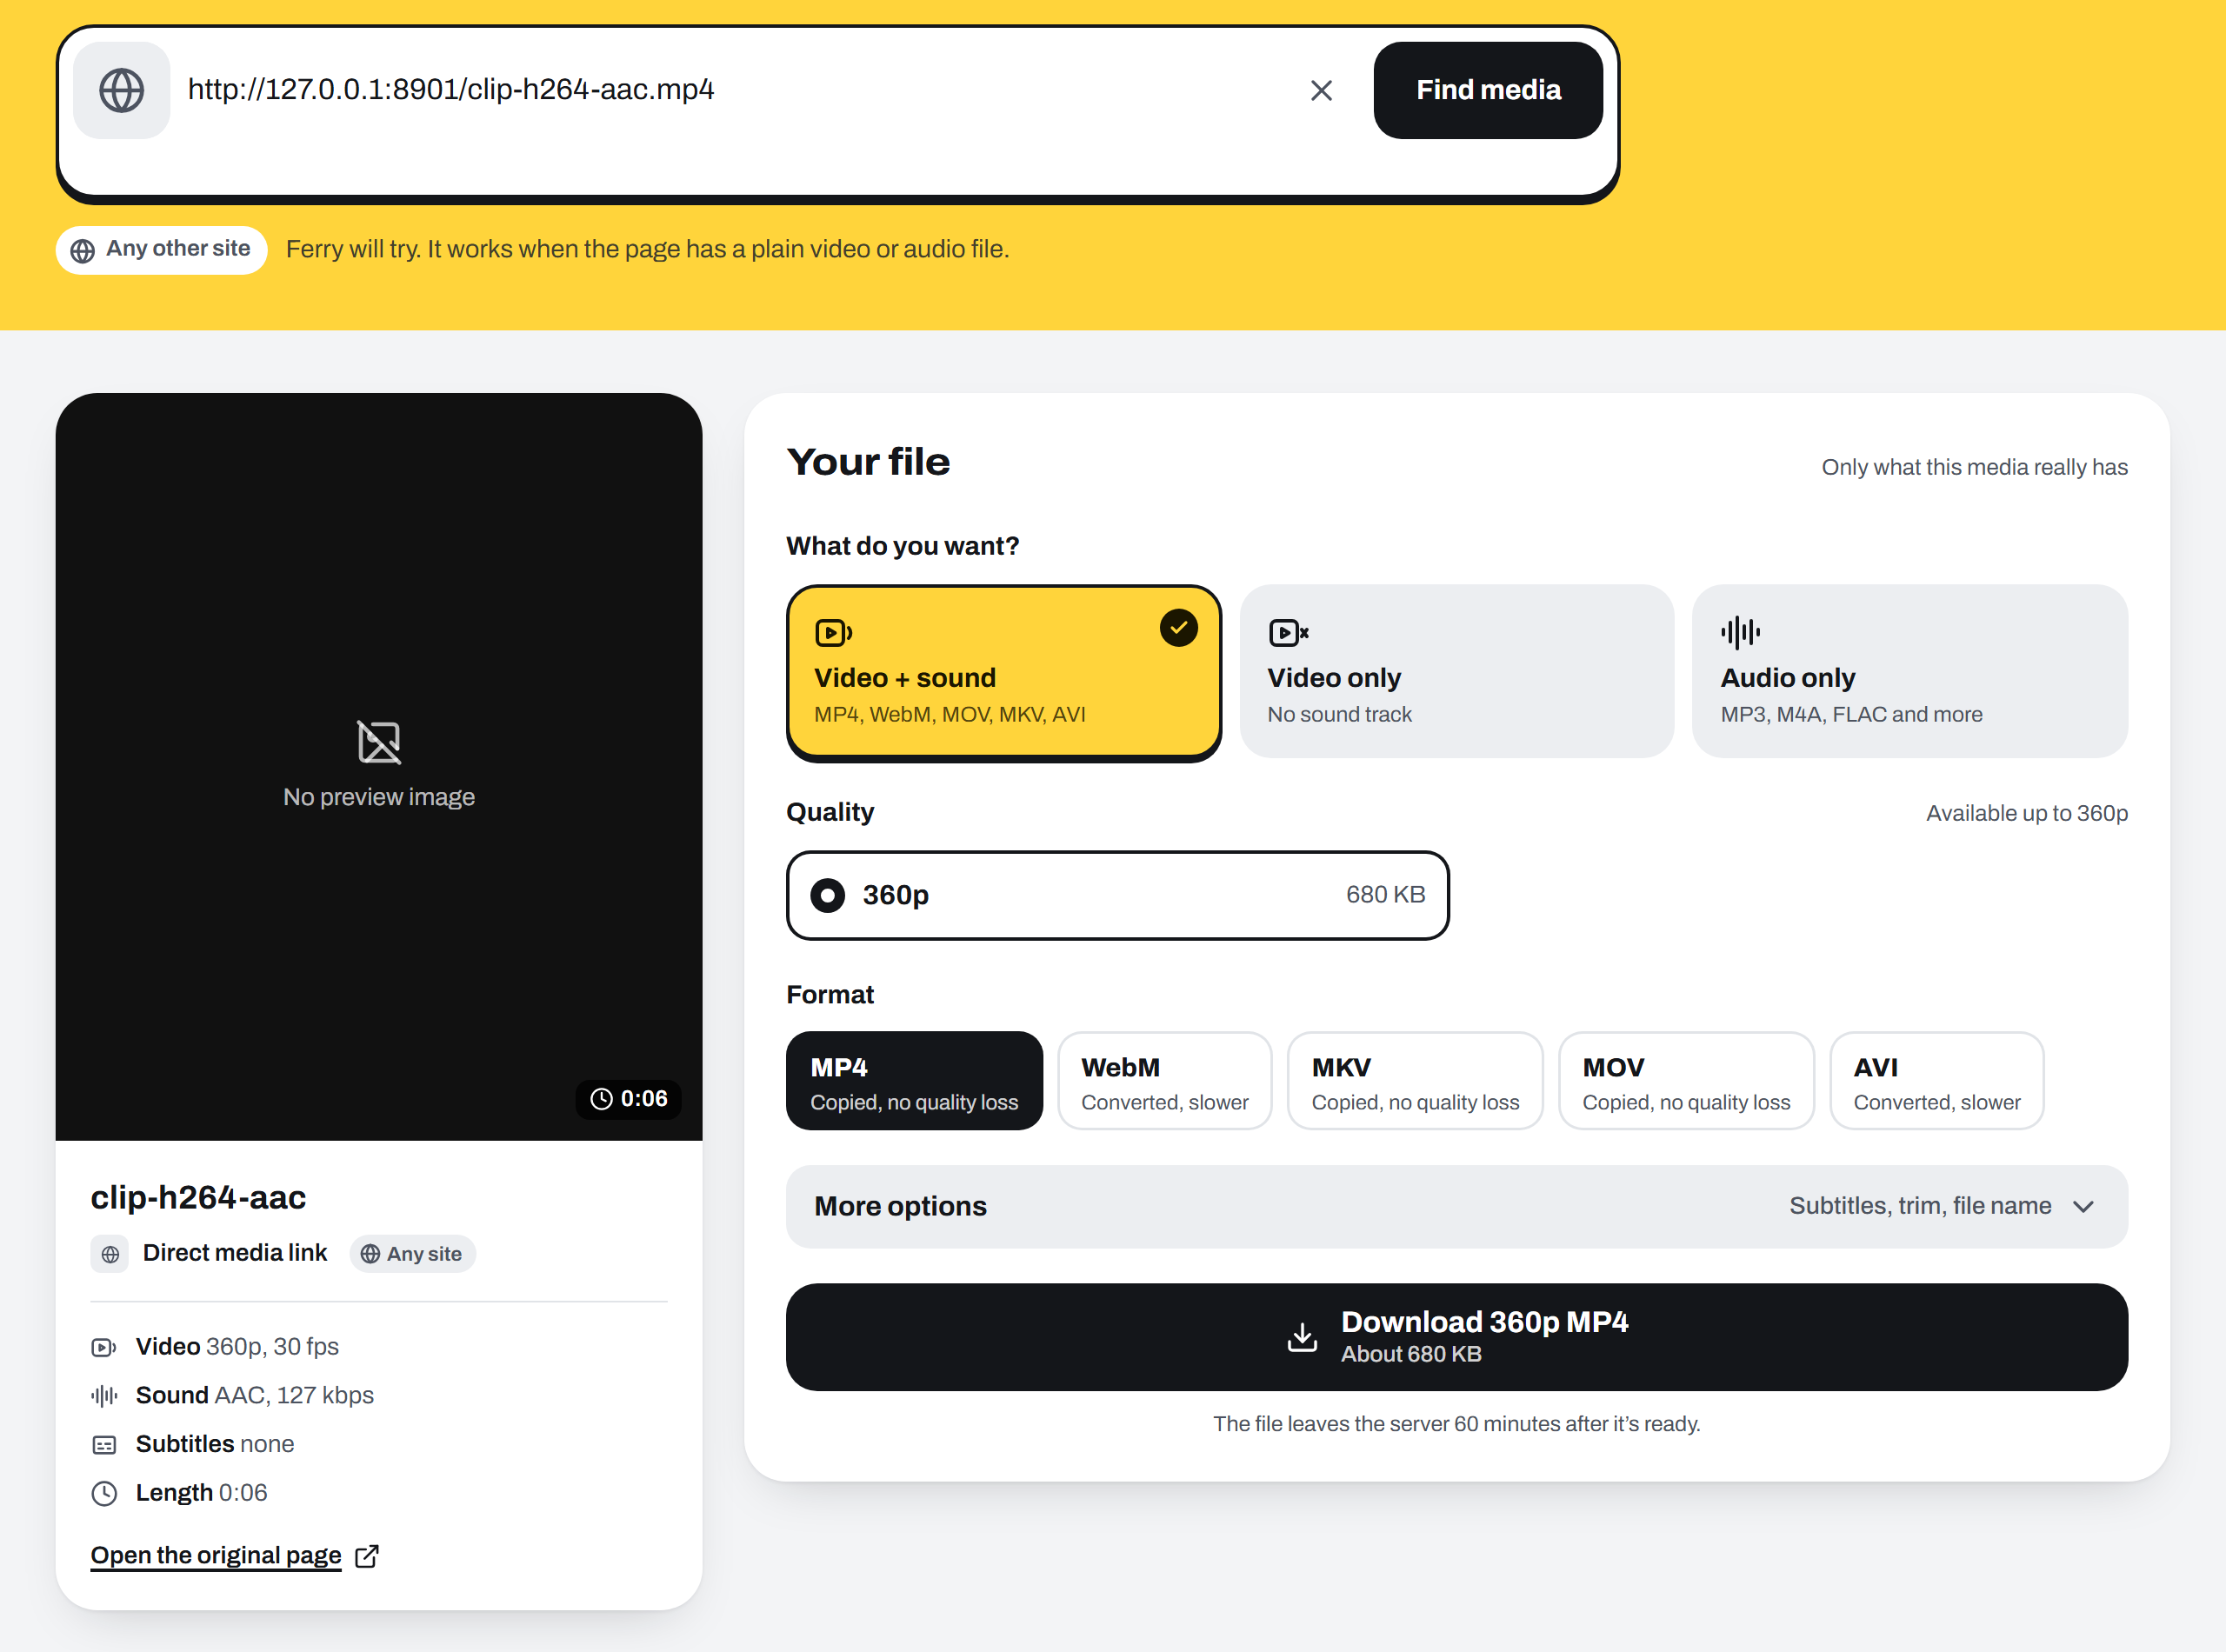 http://127.0.0.1:8901/clip-h264-aac.mp4
Find media
Any other site
Ferry will try. It works when the page has a plain video or audio file.
No preview image
0:06
clip-h264-aac
Direct media link
Any site
Video 360p, 30 fps
Sound AAC, 127 kbps
Subtitles none
Length 0:06
Open the original page
Your file
Only what this media really has
What do you want?
Video + sound
MP4, WebM, MOV, MKV, AVI
Video only
No sound track
Audio only
MP3, M4A, FLAC and more
Quality
Available up to 360p
360p
680 KB
Format
MP4
Copied, no quality loss
WebM
Converted, slower
MKV
Copied, no quality loss
MOV
Copied, no quality loss
AVI
Converted, slower
More options
Subtitles, trim, file name
Download 360p MP4
About 680 KB
The file leaves the server 60 minutes after it’s ready.